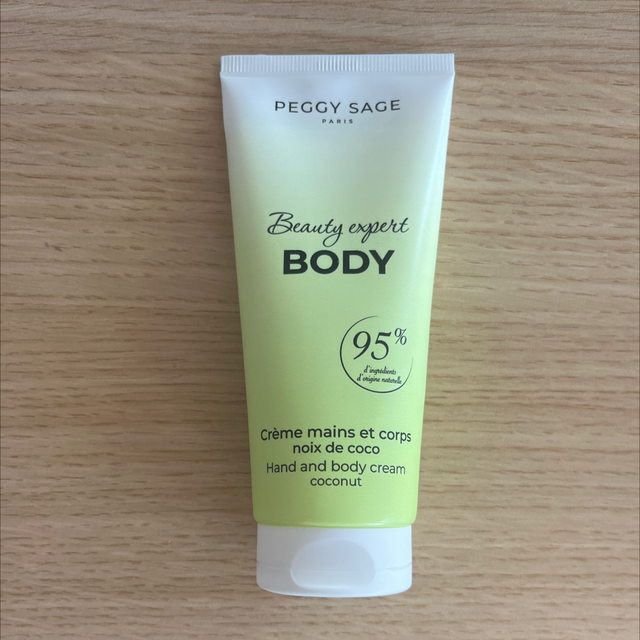 PEGGY SAGE
PARIS
Beauty expert
BODY
95%
d'ingrédients
d'origine naturelle
Crème mains et corps
noix de coco
Hand and body cream
coconut